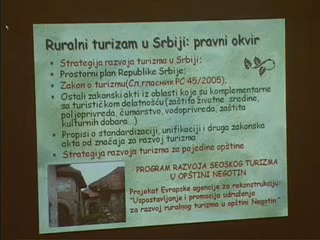 Ruralni turizam u Srbiji: pravni okvir
• Strategija razvoja turizma u Srbiji;
• Prostorni plan Republike Srbije;
• Zakon o turizmu(Сл.гласник РС 45/2005),
• Ostali zakonski akti iz oblasti koje su komplementarne
sa turističkom delatnošću(zaštita životne sredine,
poljoprivreda, šumarstvo, vodoprivreda, zaštita
kulturnih dobara...)
• Propisi o standardizaciji, unifikaciji i druga zakonska
akta od značaja za razvoj turizma
• Strategija razvoja turizma za pojedine opštine
PROGRAM RAZVOJA SEOSKOG TURIZMA
U OPŠTINI NEGOTIN
Projekat Evropske agencije za rekonstrukciju:
"Uspostavljanje i promocija udruženja
za razvoj ruralnog turizma u opštini Negotin"